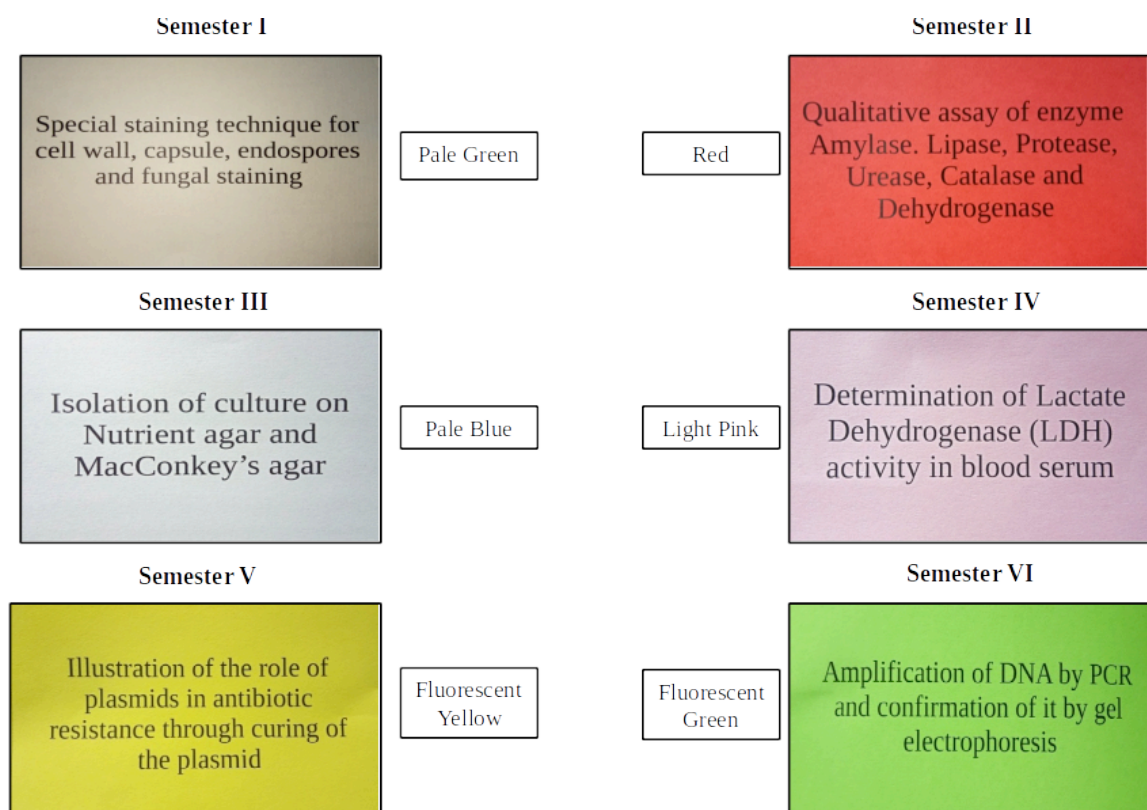 Semester I
Special staining technique for
cell wall, capsule, endospores
and fungal staining
Pale Green
Semester II
Red
Qualitative assay of enzyme
Amylase. Lipase, Protease,
Urease, Catalase and
Dehydrogenase
Semester III
Isolation of culture on
Nutrient agar and
MacConkey’s agar
Pale Blue
Semester IV
Light Pink
Determination of Lactate
Dehydrogenase (LDH)
activity in blood serum
Semester V
Illustration of the role of
plasmids in antibiotic
resistance through curing of
the plasmid
Fluorescent
Yellow
Semester VI
Fluorescent
Green
Amplification of DNA by PCR
and confirmation of it by gel
electrophoresis